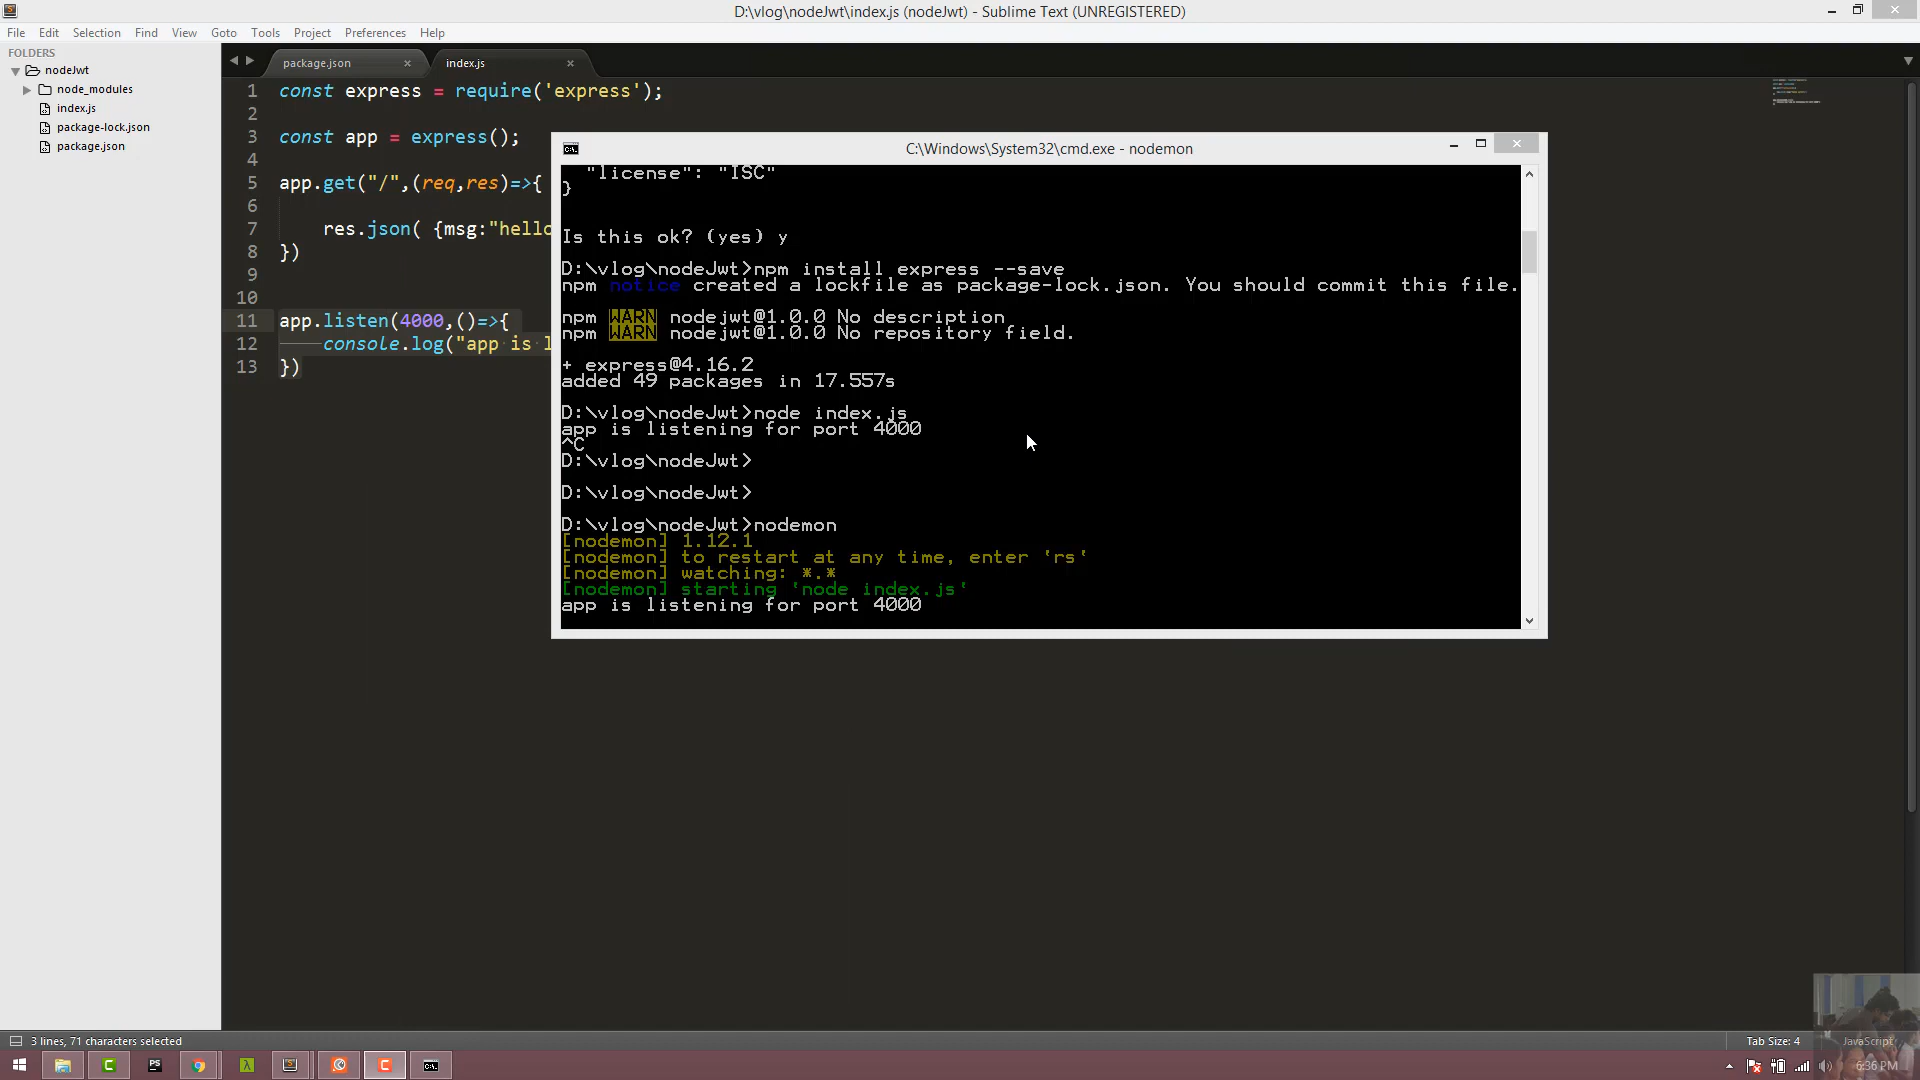 D:\vlog\nodeJwt\index.js (nodeJwt) - Sublime Text (UNREGISTERED)
File Edit Selection Find View Goto Tools Project Preferences Help
FOLDERS
nodeJwt
node_modules
index.js
package-lock.json
package.json
package.json index.js
1 const express = require('express');
2
3 const app = express();
4
5 app.get("/",(req,res)=>{
6
7 res.json( {msg:"hello
8 })
9
10
11 app.listen(4000,()=>{
12 console.log("app is l
13 })
C:\Windows\System32\cmd.exe - nodemon
"license": "ISC"
}
Is this ok? (yes) y
D:\vlog\nodeJwt>npm install express --save
npm notice created a lockfile as package-lock.json. You should commit this file.
npm WARN nodejwt@1.0.0 No description
npm WARN nodejwt@1.0.0 No repository field.
+ express@4.16.2
added 49 packages in 17.557s
D:\vlog\nodeJwt>node index.js
app is listening for port 4000
^C
D:\vlog\nodeJwt>
D:\vlog\nodeJwt>
D:\vlog\nodeJwt>nodemon
[nodemon] 1.12.1
[nodemon] to restart at any time, enter 'rs'
[nodemon] watching: *.*
[nodemon] starting 'node index.js'
app is listening for port 4000
3 lines, 71 characters selected
Tab Size: 4 JavaScript
6:36 PM